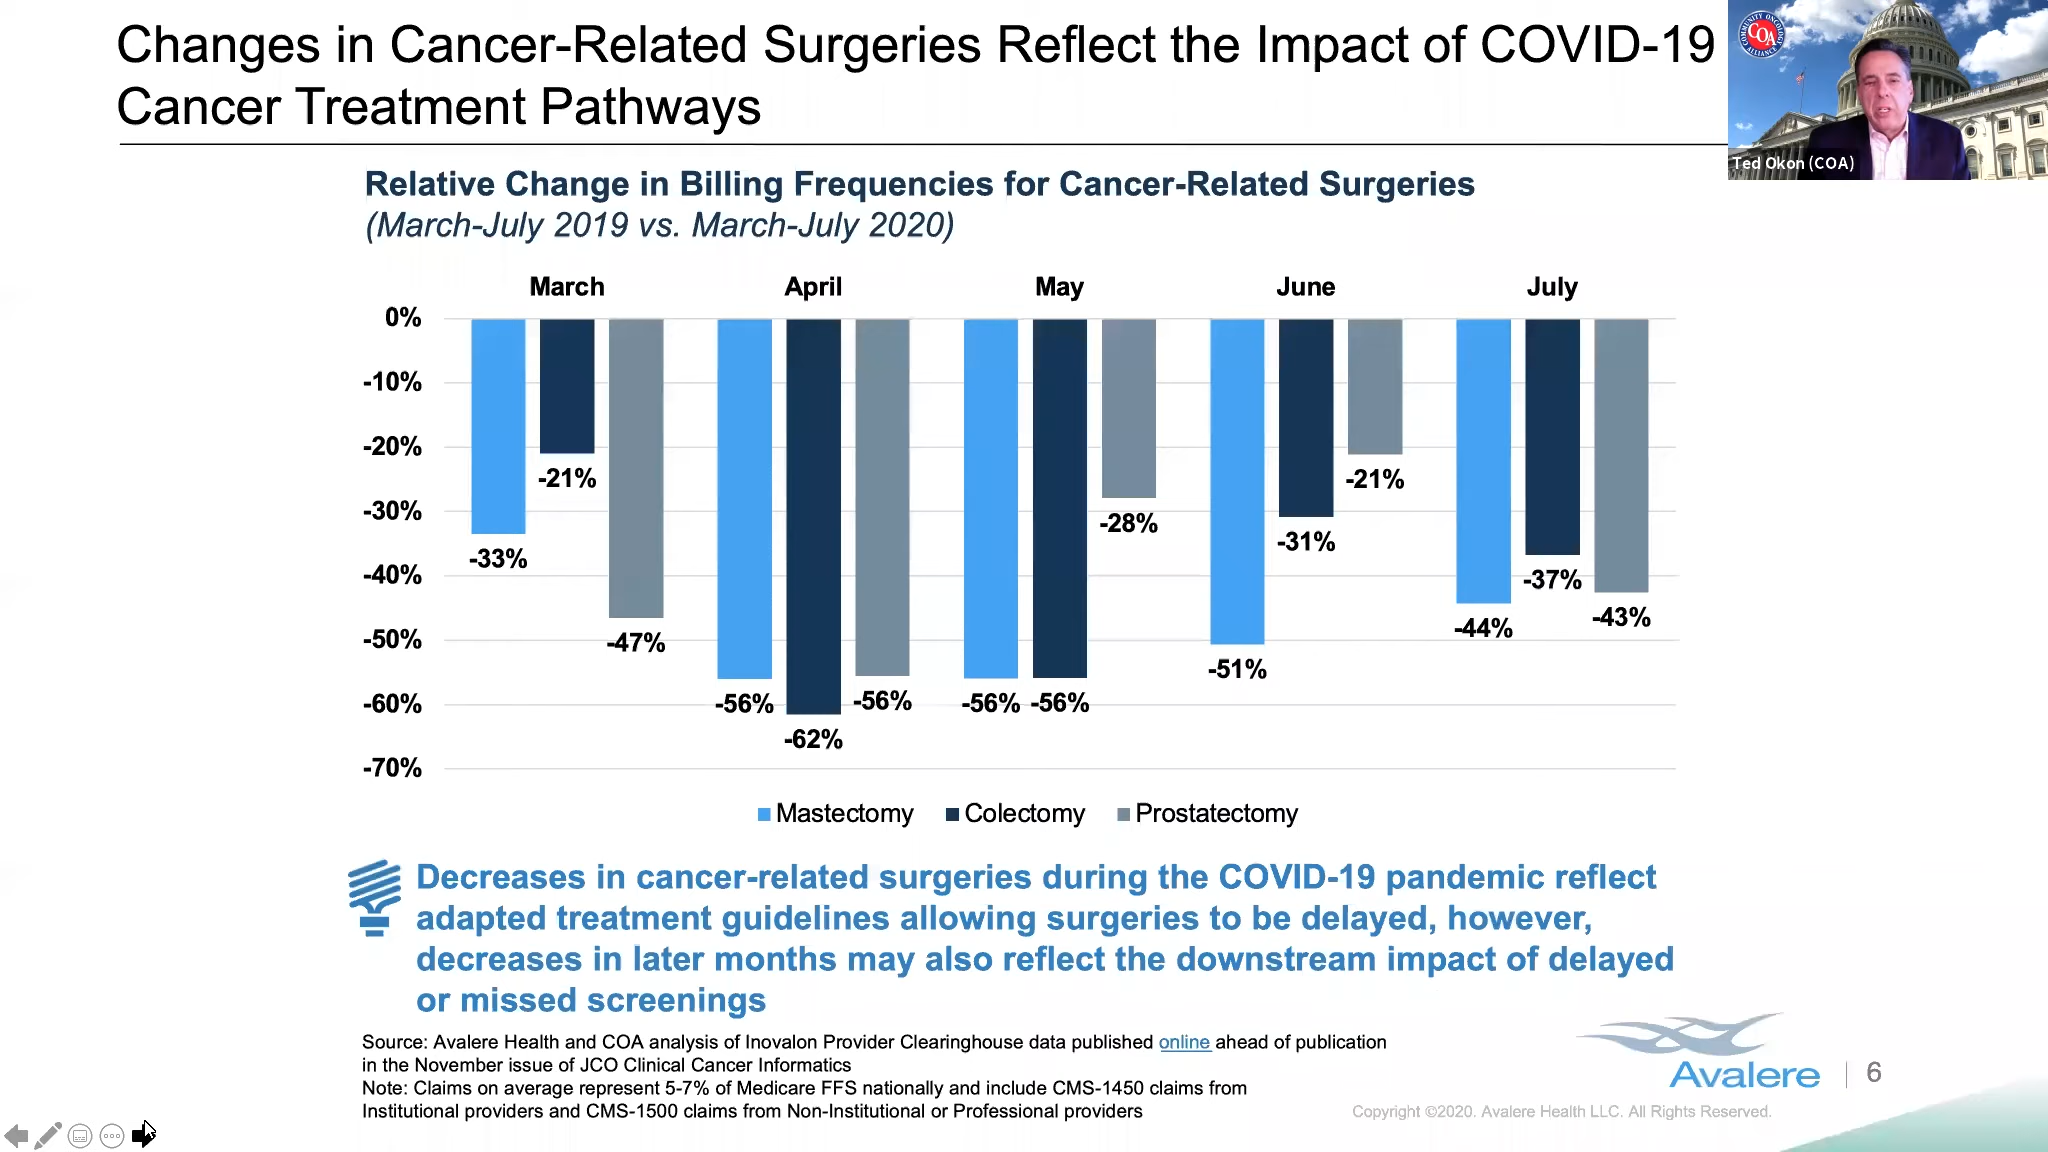 Changes in Cancer-Related Surgeries Reflect the Impact of COVID-19
Cancer Treatment Pathways
COMMUNITY ONCOLOGY
COA
ALLIANCE
Ted Okon (COA)
Relative Change in Billing Frequencies for Cancer-Related Surgeries
(March-July 2019 vs. March-July 2020)
March April May June July
0%
-10%
-20%
-30%
-40%
-50%
-60%
-70%
-33% -21% -47%
-56% -62% -56%
-56% -56% -28%
-51% -31% -21%
-44% -37% -43%
Mastectomy Colectomy Prostatectomy
Decreases in cancer-related surgeries during the COVID-19 pandemic reflect
adapted treatment guidelines allowing surgeries to be delayed, however,
decreases in later months may also reflect the downstream impact of delayed
or missed screenings
Source: Avalere Health and COA analysis of Inovalon Provider Clearinghouse data published online ahead of publication
in the November issue of JCO Clinical Cancer Informatics
Note: Claims on average represent 5-7% of Medicare FFS nationally and include CMS-1450 claims from
Institutional providers and CMS-1500 claims from Non-Institutional or Professional providers
Avalere
6
Copyright ©2020. Avalere Health LLC. All Rights Reserved.